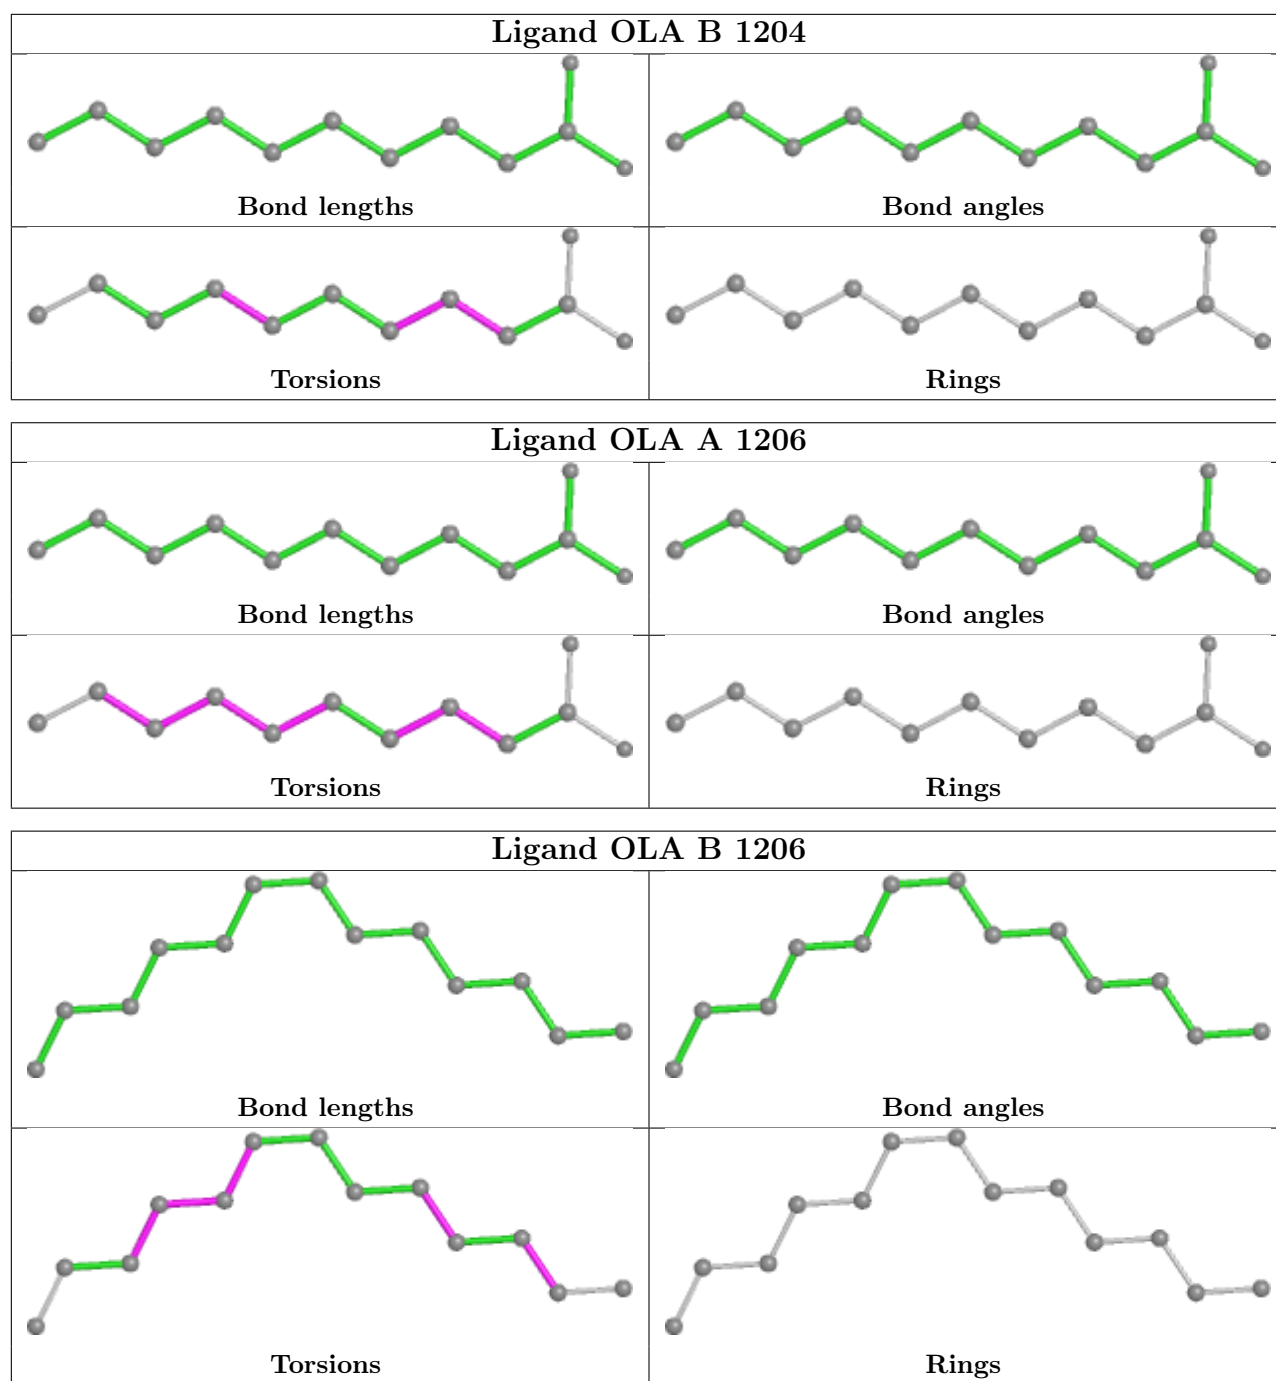 Ligand OLA B 1204
Bond lengths
Bond angles
Torsions
Rings
Ligand OLA A 1206
Bond lengths
Bond angles
Torsions
Rings
Ligand OLA B 1206
Bond lengths
Bond angles
Torsions
Rings